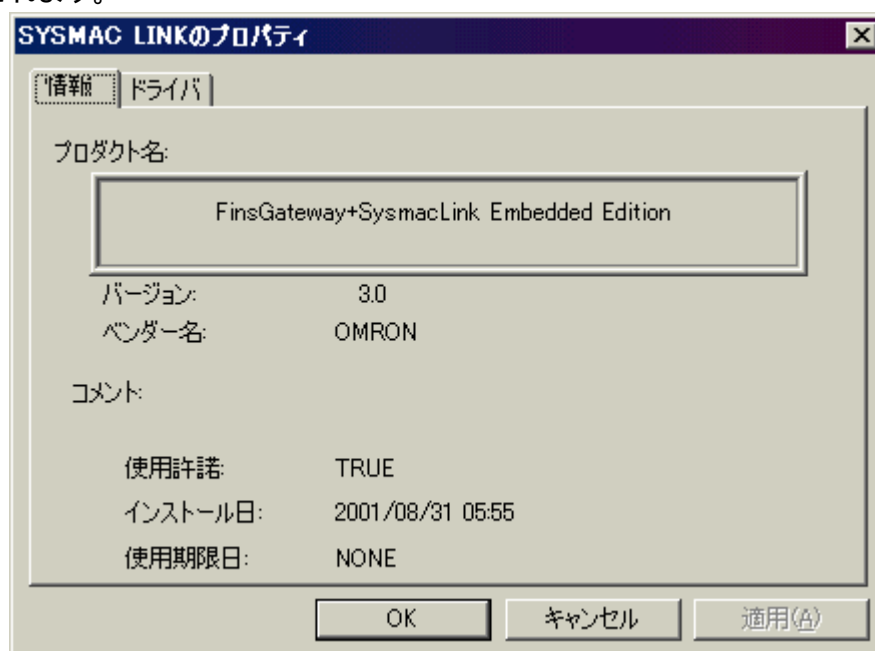 SYSMAC LINKのプロパティ
情報 ドライバ
プロダクト名:
FinsGateway+SysmacLink Embedded Edition
バージョン: 3.0
ベンダー名: OMRON
コメント:
使用許諾: TRUE
インストール日: 2001/08/31 05:55
使用期限日: NONE
OK キャンセル 適用(A)